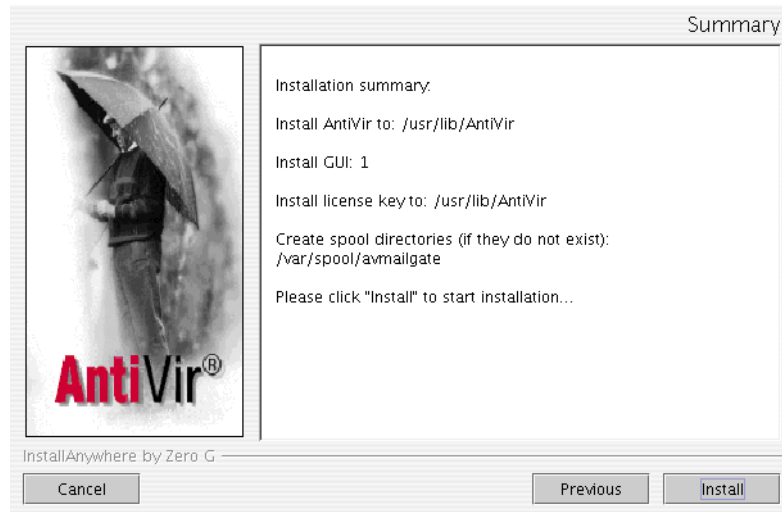 Summary
Installation summary:
Install AntiVir to: /usr/lib/AntiVir
Install GUI: 1
Install license key to: /usr/lib/AntiVir
Create spool directories (if they do not exist):
/var/spool/avmailgate
Please click "Install" to start installation...
AntiVir®
InstallAnywhere by Zero G
Cancel
Previous
Install